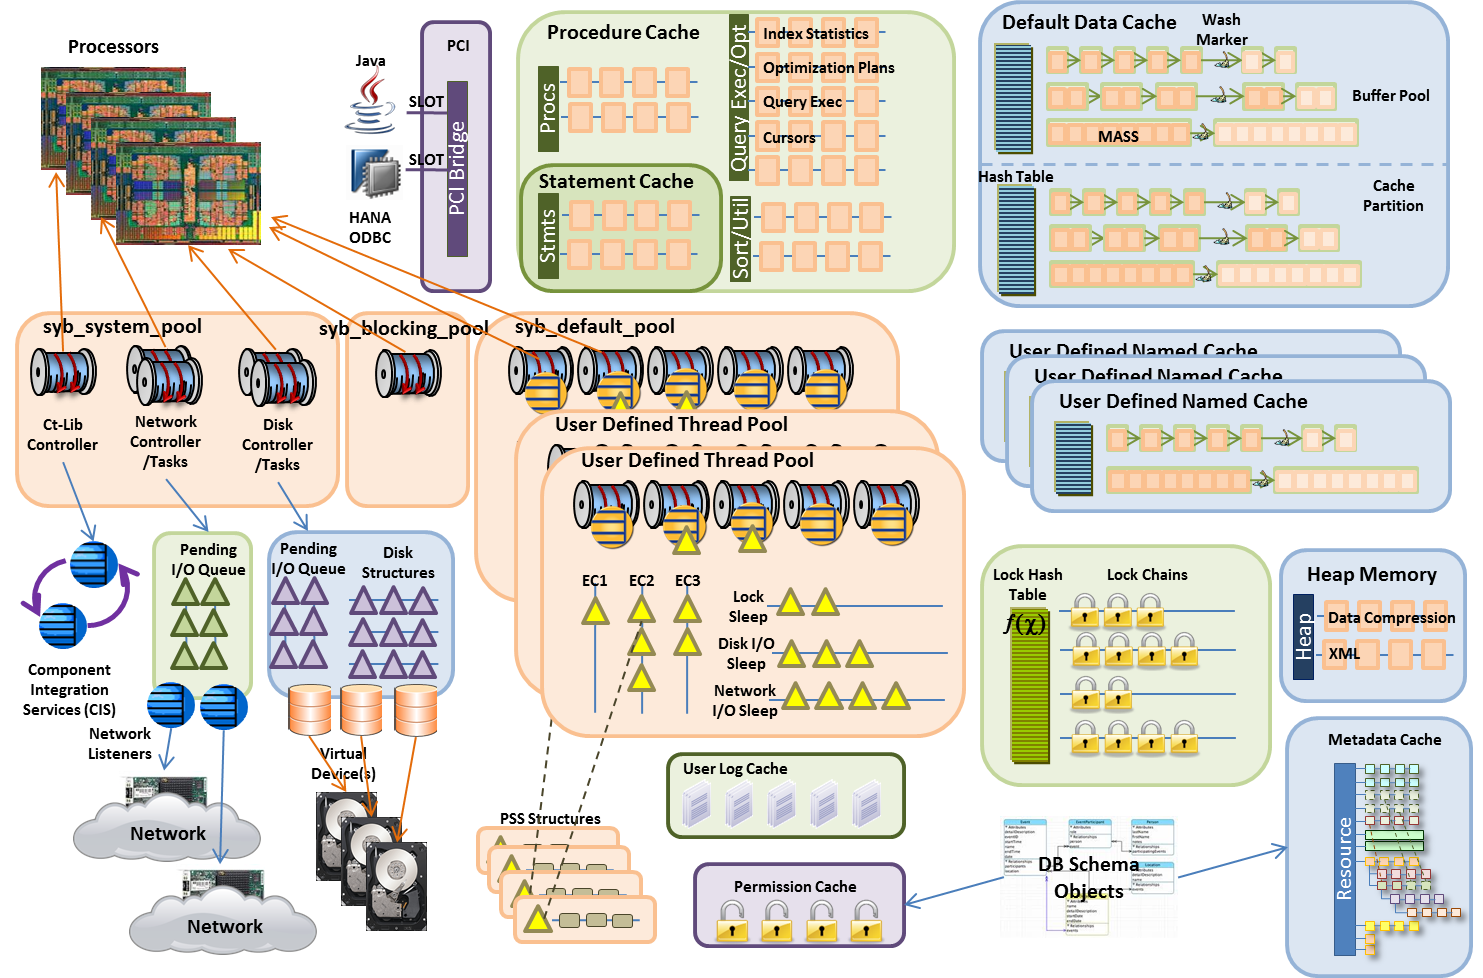 Processors
Java
SLOT
HANA
ODBC
SLOT
PCI
PCI Bridge
Procedure Cache
Procs
Statement Cache
Stmts
Query Exec/Opt
Index Statistics
Optimization Plans
Query Exec
Cursors
Sort/Util
Default Data Cache
Wash
Marker
Buffer Pool
MASS
Hash Table
Cache
Partition
syb_system_pool
Ct-Lib
Controller
Network
Controller
/Tasks
Disk
Controller
/Tasks
syb_blocking_pool
syb_default_pool
User Defined Thread Pool
User Defined Thread Pool
EC1
EC2
EC3
Lock
Sleep
Disk I/O
Sleep
Network
I/O Sleep
User Defined Named Cache
User Defined Named Cache
User Defined Named Cache
Component
Integration
Services (CIS)
Pending
I/O Queue
Pending
I/O Queue
Disk
Structures
Network
Listeners
Virtual
Device(s)
Network
Network
PSS Structures
User Log Cache
Permission Cache
Lock Hash
Table
f(χ)
Lock Chains
Heap Memory
Heap
Data Compression
XML
DB Schema
Objects
Metadata Cache
Resource